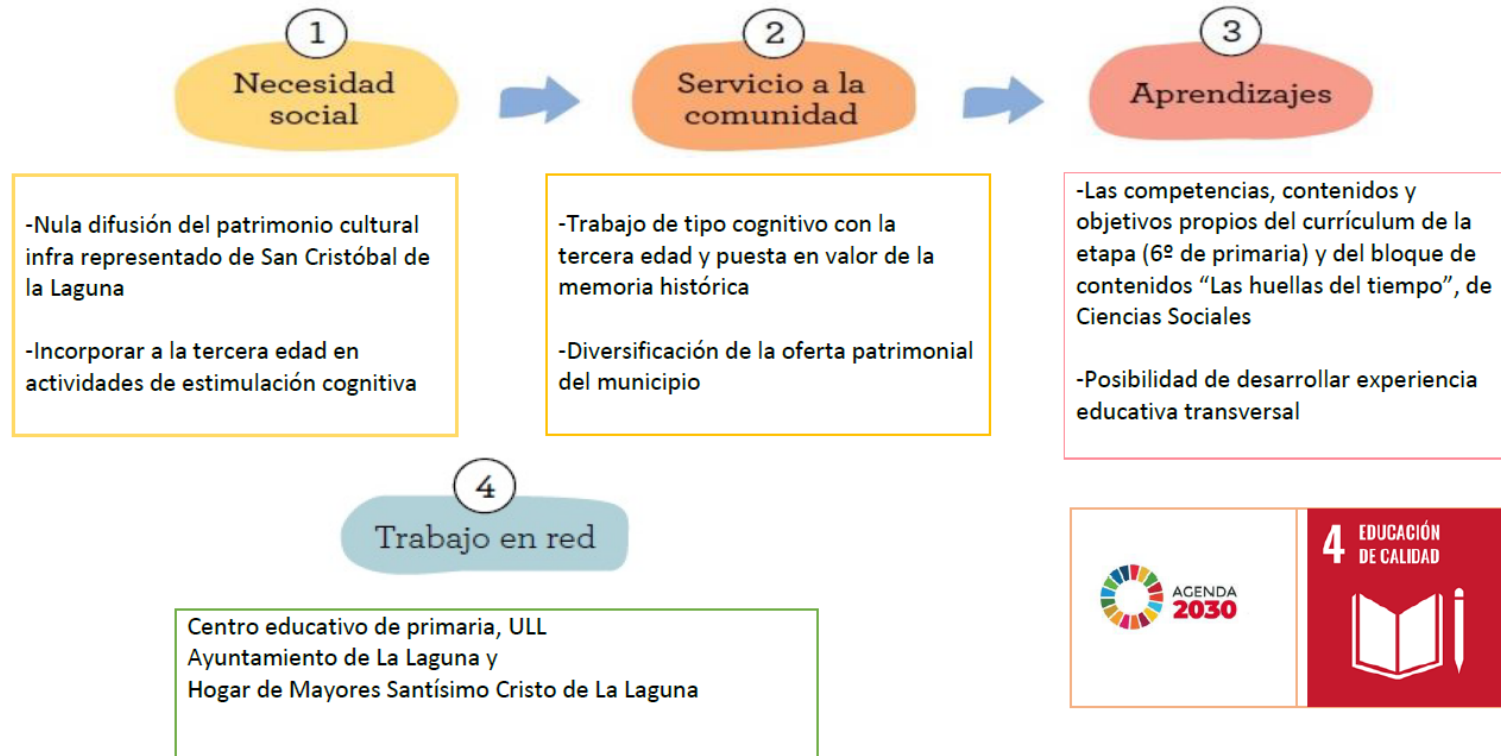 1
Necesidad
social
2
Servicio a la
comunidad
3
Aprendizajes
-Nula difusión del patrimonio cultural
infra representado de San Cristóbal de
la Laguna
-Incorporar a la tercera edad en
actividades de estimulación cognitiva
-Trabajo de tipo cognitivo con la
tercera edad y puesta en valor de la
memoria histórica
-Diversificación de la oferta patrimonial
del municipio
-Las competencias, contenidos y
objetivos propios del currículum de la
etapa (6º de primaria) y del bloque de
contenidos “Las huellas del tiempo”, de
Ciencias Sociales
-Posibilidad de desarrollar experiencia
educativa transversal
4
Trabajo en red
Centro educativo de primaria, ULL
Ayuntamiento de La Laguna y
Hogar de Mayores Santísimo Cristo de La Laguna
AGENDA
2030
4 EDUCACIÓN
DE CALIDAD